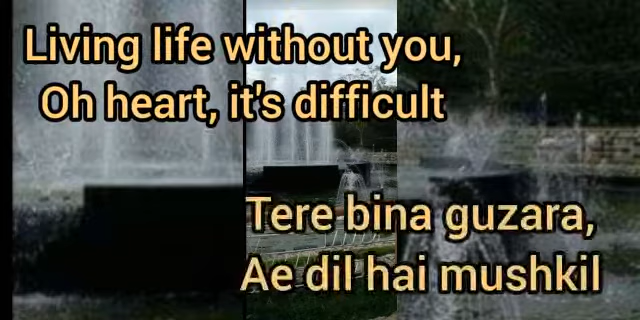 Living life without you,
Oh heart, it's difficult
Tere bina guzara,
Ae dil hai mushkil